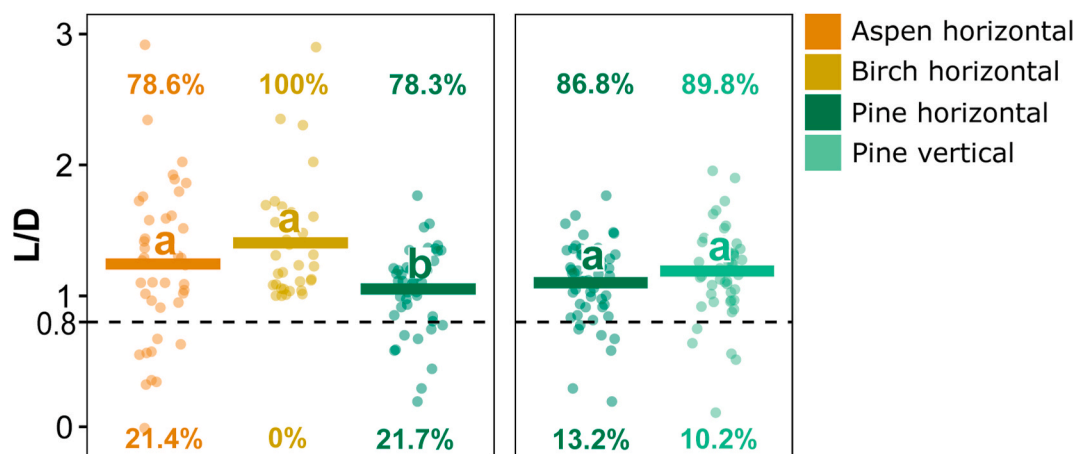 3
2
1
0.8
0
L/D
78.6%
100%
78.3%
86.8%
89.8%
a
a
b
a
a
21.4%
0%
21.7%
13.2%
10.2%
Aspen horizontal
Birch horizontal
Pine horizontal
Pine vertical